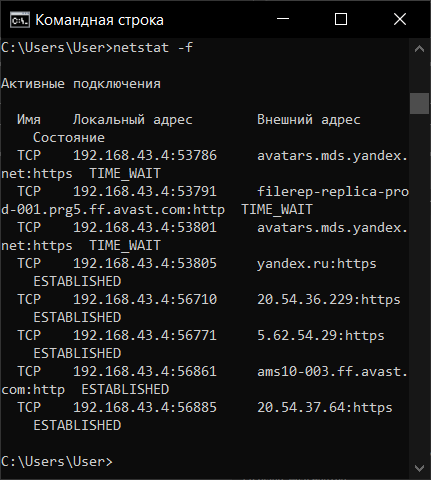 Командная строка
C:\Users\User>netstat -f
Активные подключения
Имя Локальный адрес Внешний адрес
Состояние
TCP 192.168.43.4:53786 avatars.mds.yandex.
net:https TIME_WAIT
TCP 192.168.43.4:53791 filerep-replica-pro
d-001.prg5.ff.avast.com:http TIME_WAIT
TCP 192.168.43.4:53801 avatars.mds.yandex.
net:https TIME_WAIT
TCP 192.168.43.4:53805 yandex.ru:https
ESTABLISHED
TCP 192.168.43.4:56710 20.54.36.229:https
ESTABLISHED
TCP 192.168.43.4:56771 5.62.54.29:https
ESTABLISHED
TCP 192.168.43.4:56861 ams10-003.ff.avast.
com:http ESTABLISHED
TCP 192.168.43.4:56885 20.54.37.64:https
ESTABLISHED
C:\Users\User>